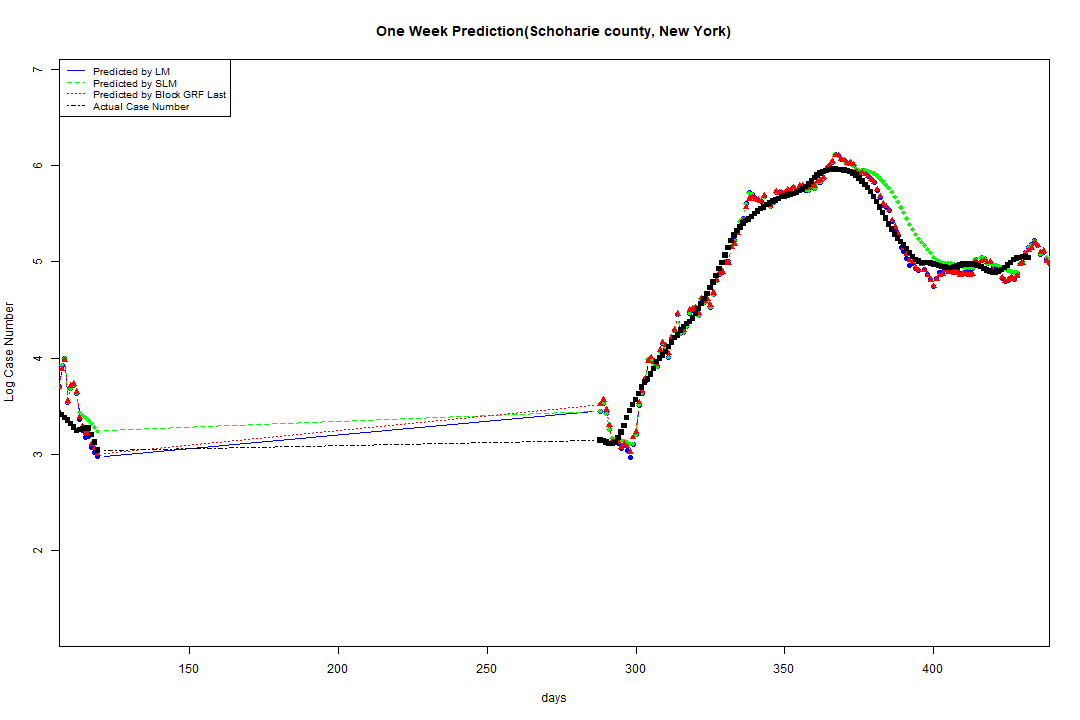 One Week Prediction(Schoharie county, New York)
Predicted by LM
Predicted by SLM
Predicted by Block GRF Last
Actual Case Number
7
6
5
4
3
2
Log Case Number
150 200 250 300 350 400
days